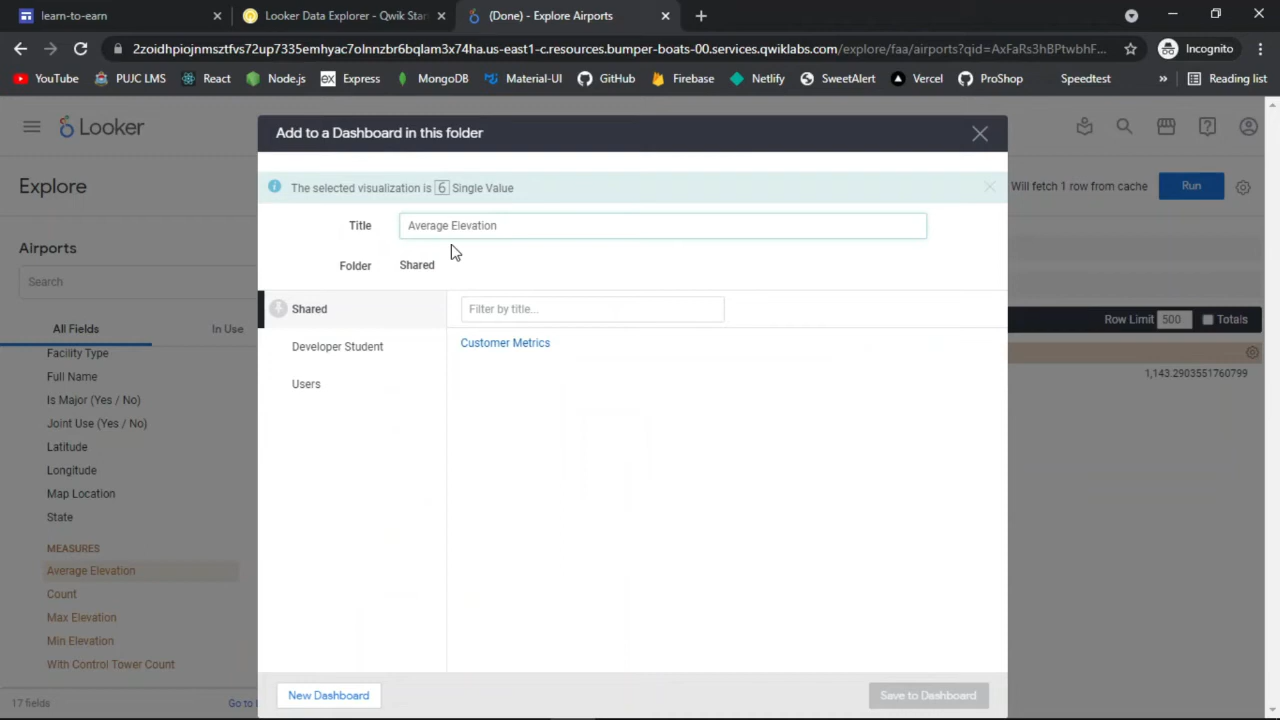 learn-to-earn
Looker Data Explorer - Qwik Star
(Done) - Explore Airports
2zoidhpiojnmsztfvs72up7335emhyac7olnnzbr6bqlam3x74ha.us-east1-c.resources.bumper-boats-00.services.qwiklabs.com/explore/faa/airports?qid=AxFaRs3hBPtwbhF...
Incognito
YouTube
PUJC LMS
React
Node.js
ex Express
MongoDB
Material-UI
GitHub
Firebase
Netlify
SweetAlert
Vercel
ProShop
Speedtest
»
Reading list
Looker
Add to a Dashboard in this folder
Explore
The selected visualization is 6 Single Value
Will fetch 1 row from cache
Run
Title
Average Elevation
Airports
Folder
Shared
Search
Shared
Filter by title...
Row Limit 500
Totals
All Fields
In Use
Developer Student
Customer Metrics
Facility Type
Full Name
1,143.2903551760799
Users
Is Major (Yes / No)
Joint Use (Yes / No)
Latitude
Longitude
Map Location
State
MEASURES
Average Elevation
Count
Max Elevation
Min Elevation
With Control Tower Count
17 fields
Go to
New Dashboard
Save to Dashboard